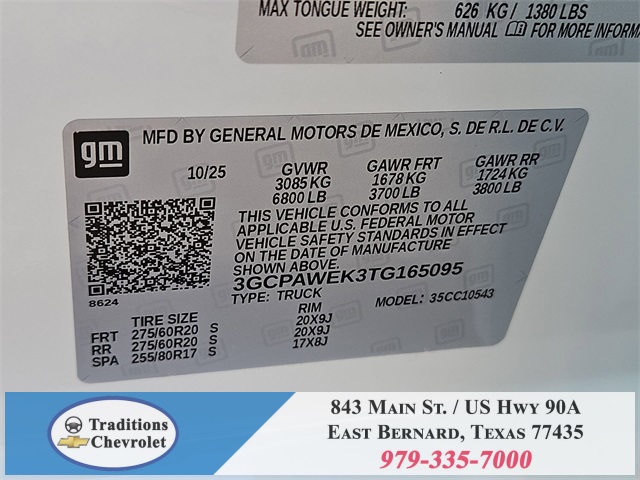 MAX TONGUE WEIGHT: 626 KG/ 1380 LBS
SEE OWNER'S MANUAL FOR MORE INFORMA
gm
MFD BY GENERAL MOTORS DE MEXICO, S. DE R.L. DE C.V.
10/25 GVWR GAWR FRT GAWR RR
3085 KG 1678 KG 1724 KG
6800 LB 3700 LB 3800 LB
THIS VEHICLE CONFORMS TO ALL
APPLICABLE U.S. FEDERAL MOTOR
VEHICLE SAFETY STANDARDS IN EFFECT
ON THE DATE OF MANUFACTURE
SHOWN ABOVE.
3GCPAWEK3TG165095
8624
TYPE: TRUCK MODEL: 35CC10543
TIRE SIZE RIM
FRT 275/60R20 S 20X9J
RR 275/60R20 S 20X9J
SPA 255/80R17 S 17X8J
Traditions
Chevrolet
843 Main St. / US Hwy 90A
East Bernard, Texas 77435
979-335-7000